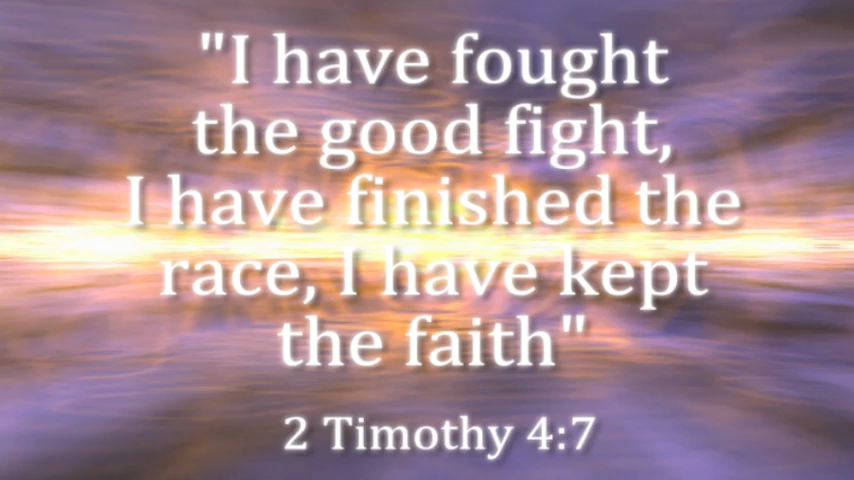 "I have fought
the good fight,
I have finished the
race, I have kept
the faith"
2 Timothy 4:7